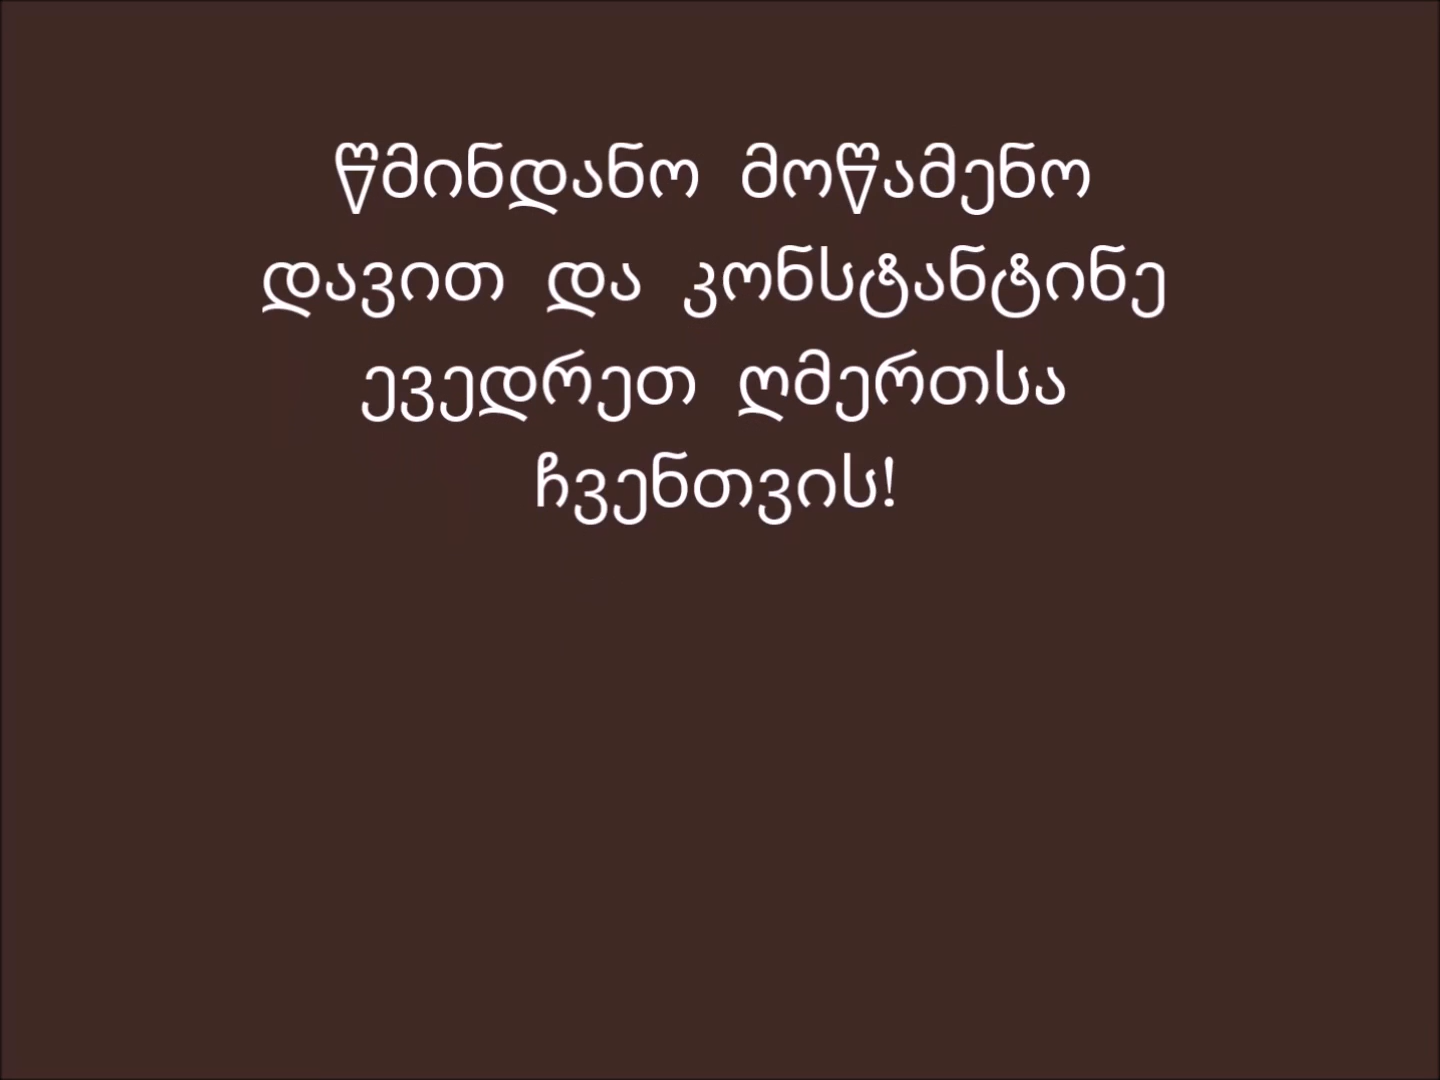 წმინდანო მოწამენო
დავით და კონსტანტინე
ევედრეთ ღმერთსა
ჩვენთვის!